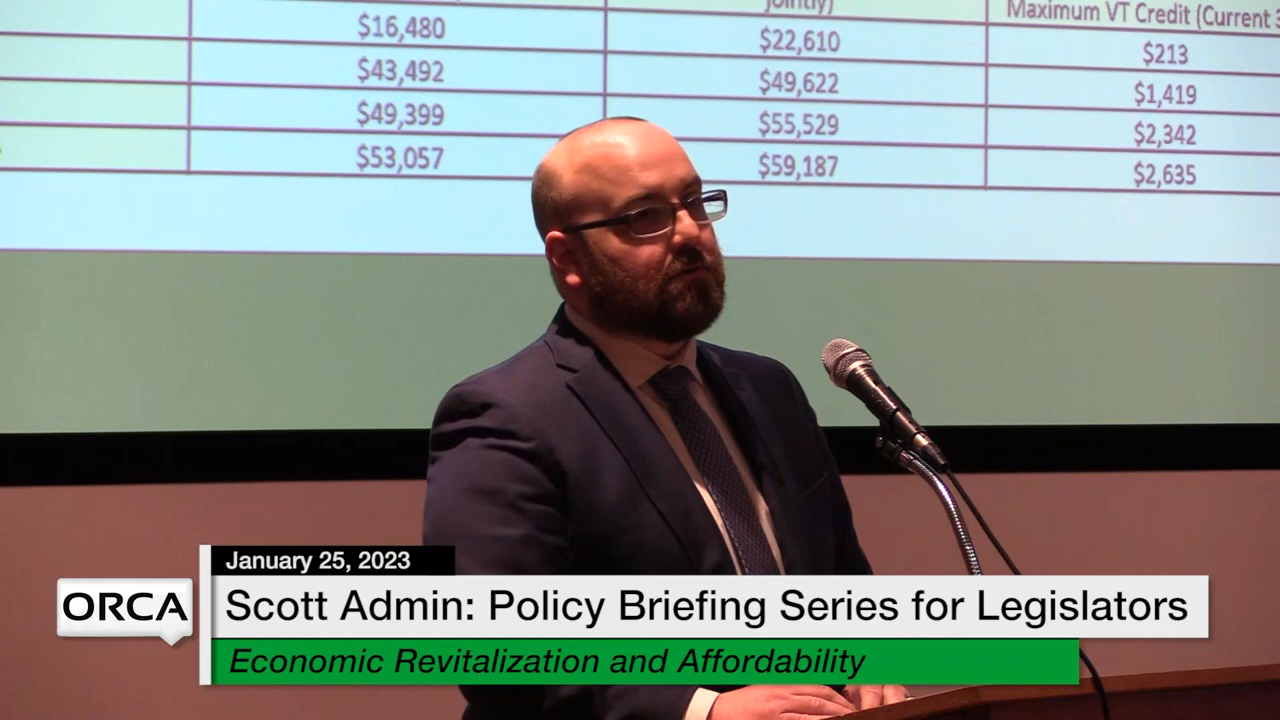 jointly)
Maximum VT Credit (Current
$16,480 $22,610 $213
$43,492 $49,622 $1,419
$49,399 $55,529 $2,342
$53,057 $59,187 $2,635
January 25, 2023
ORCA
Scott Admin: Policy Briefing Series for Legislators
Economic Revitalization and Affordability